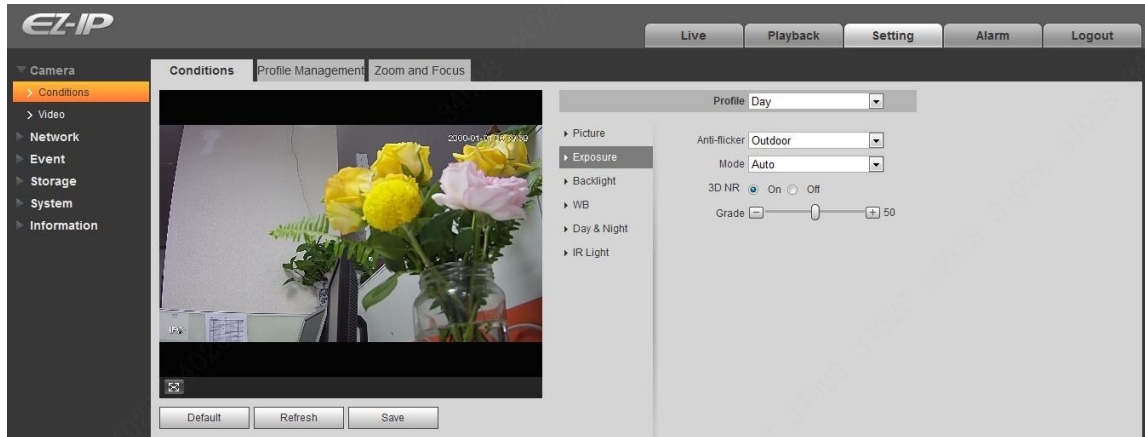 EZ-IP
Live Playback Setting Alarm Logout
Camera
Conditions
Video
Network
Event
Storage
System
Information
Conditions Profile Management Zoom and Focus
IPC
Default Refresh Save
Profile Day
Picture
Exposure
Backlight
WB
Day & Night
IR Light
Anti-flicker Outdoor
Mode Auto
3D NR On Off
Grade 50